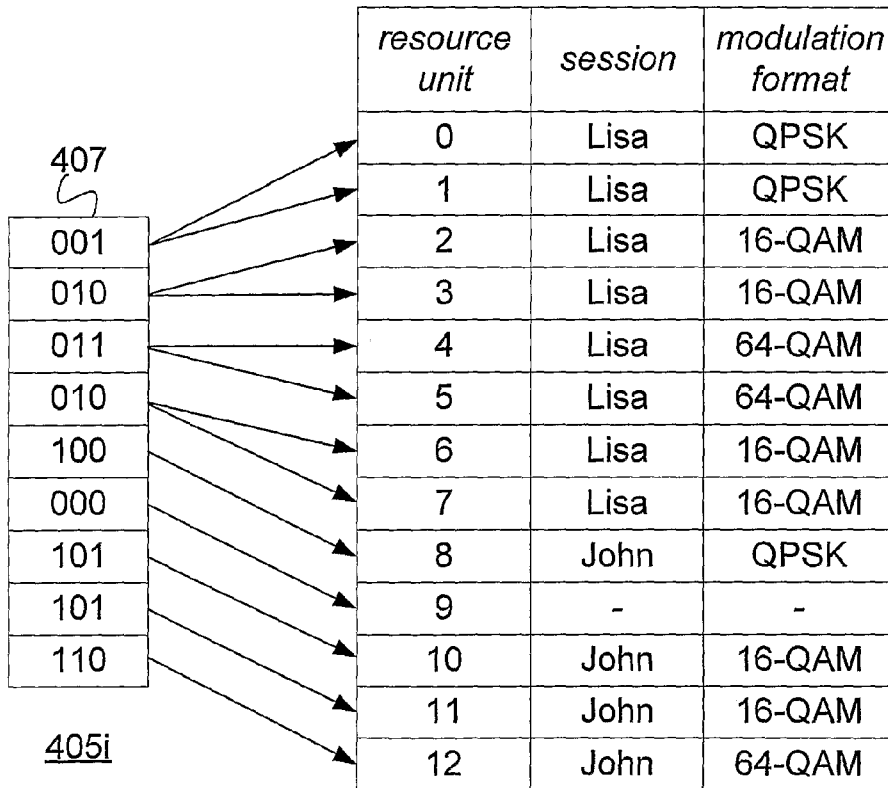 resource unit session modulation format
407
0 Lisa QPSK
1 Lisa QPSK
001 2 Lisa 16-QAM
010 3 Lisa 16-QAM
011 4 Lisa 64-QAM
010 5 Lisa 64-QAM
100 6 Lisa 16-QAM
000 7 Lisa 16-QAM
101 8 John QPSK
101 9 - -
110 10 John 16-QAM
11 John 16-QAM
405i 12 John 64-QAM